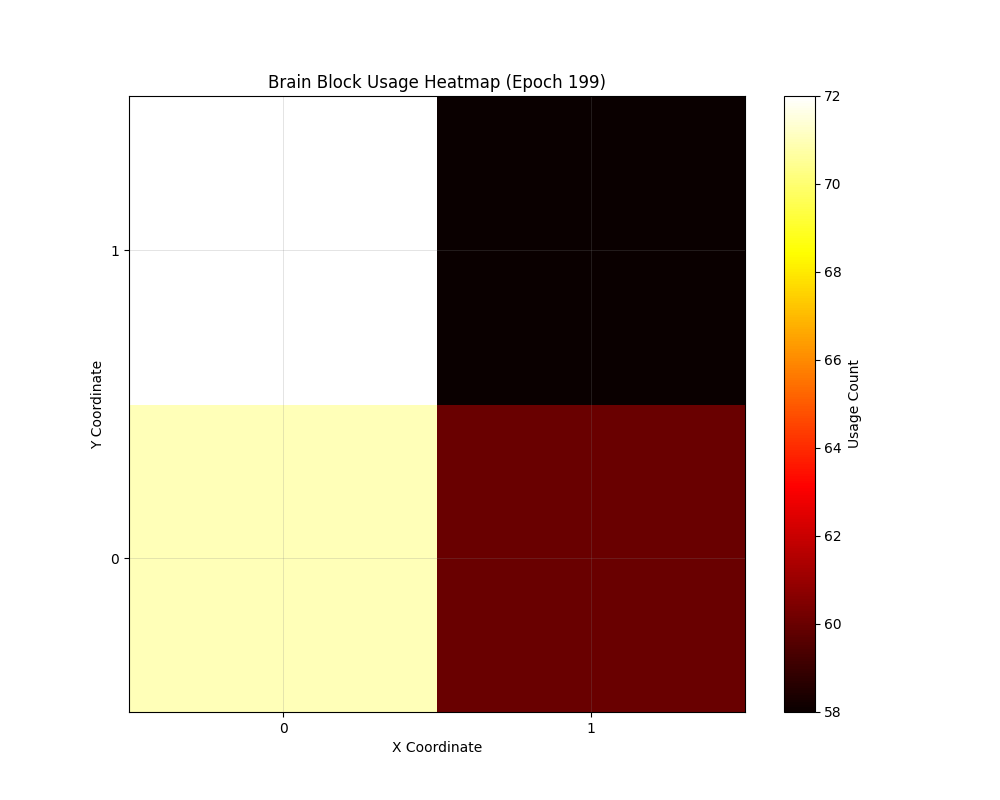 Brain Block Usage Heatmap (Epoch 199)
72
70
68
66
64
62
60
58
Usage Count
1
0
Y Coordinate
0 1
X Coordinate